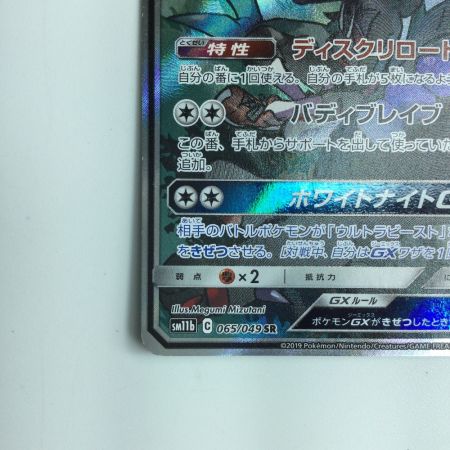 とくせい
特性 ディスクリロード
自分の番に1回使える。自分の手札が5枚になるよ
バディブレイブ
この番、手札からサポートを出して使ってい
追加。
ホワイトナイトG
相手のバトルポケモンが「ウルトラビースト」
をきぜつさせる。[対戦中、自分はGXワザを1
弱点 ×2 抵抗力
GXルール
ポケモンGXがきぜつしたとき
Illus. Megumi Mizutani
SM11b C 065/049 SR
©2019 Pokémon/Nintendo/Creatures/GAME FREA